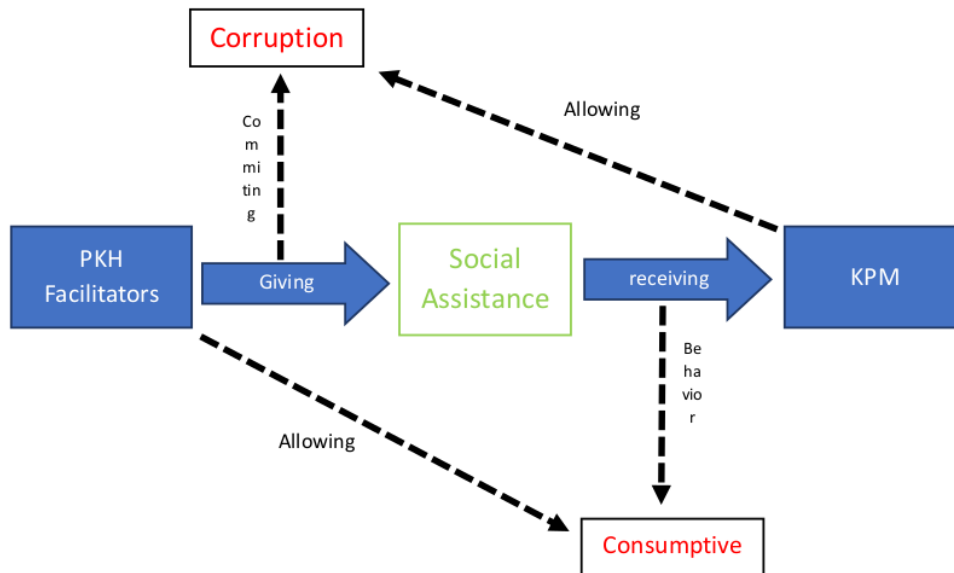 Corruption
Allowing
Co
m
mi
tin
g
PKH
Facilitators
Giving
Social
Assistance
receiving
KPM
Be
ha
vio
r
Allowing
Consumptive